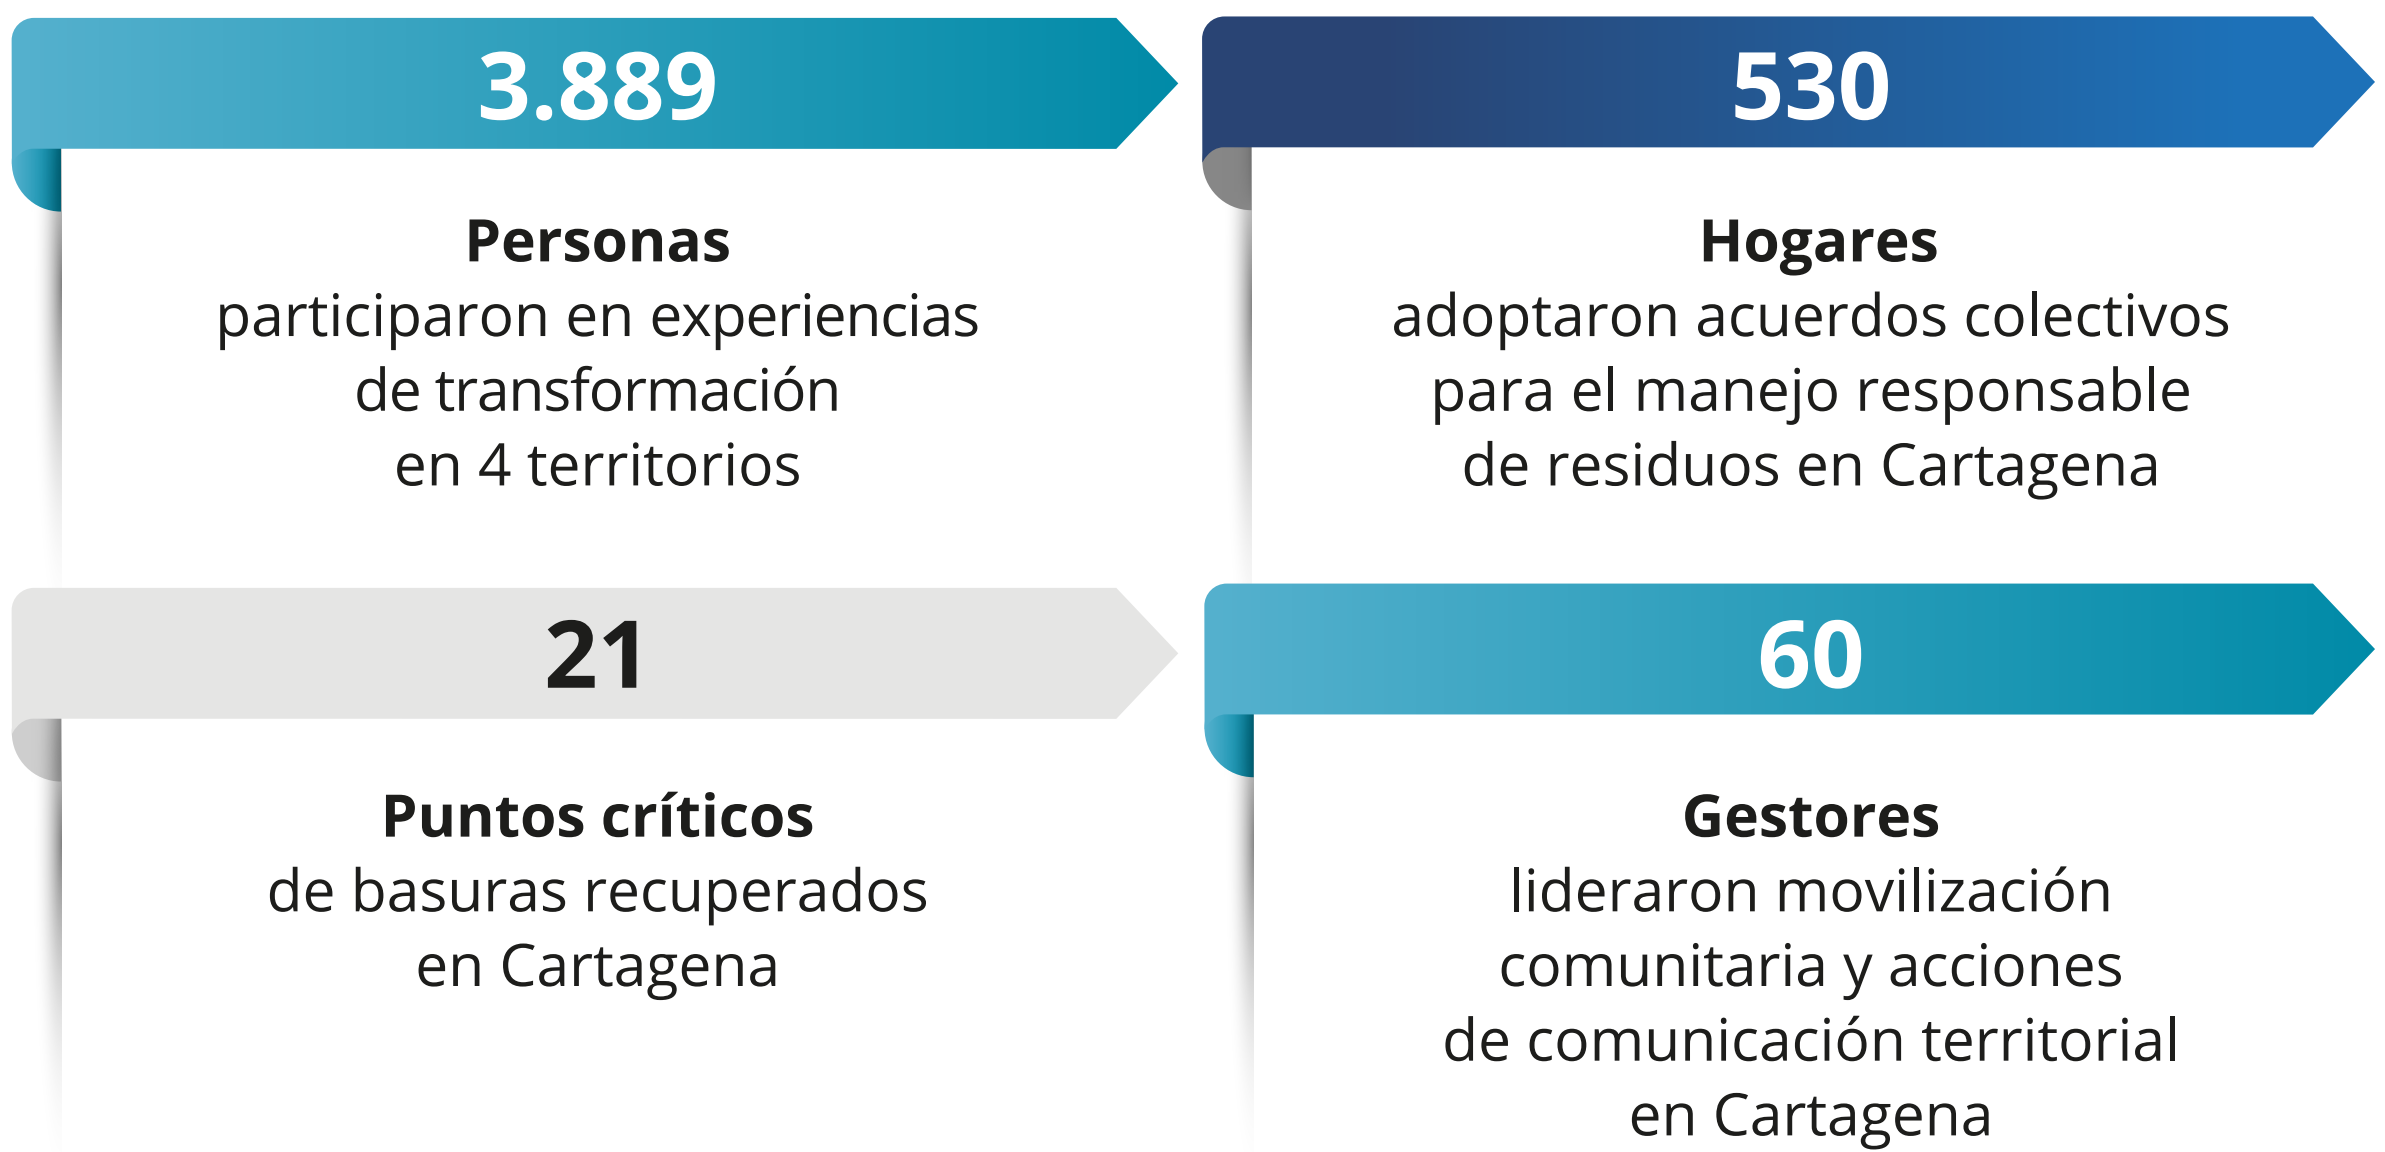 3.889
Personas
participaron en experiencias
de transformación
en 4 territorios
530
Hogares
adoptaron acuerdos colectivos
para el manejo responsable
de residuos en Cartagena
21
Puntos críticos
de basuras recuperados
en Cartagena
60
Gestores
lideraron movilización
comunitaria y acciones
de comunicación territorial
en Cartagena